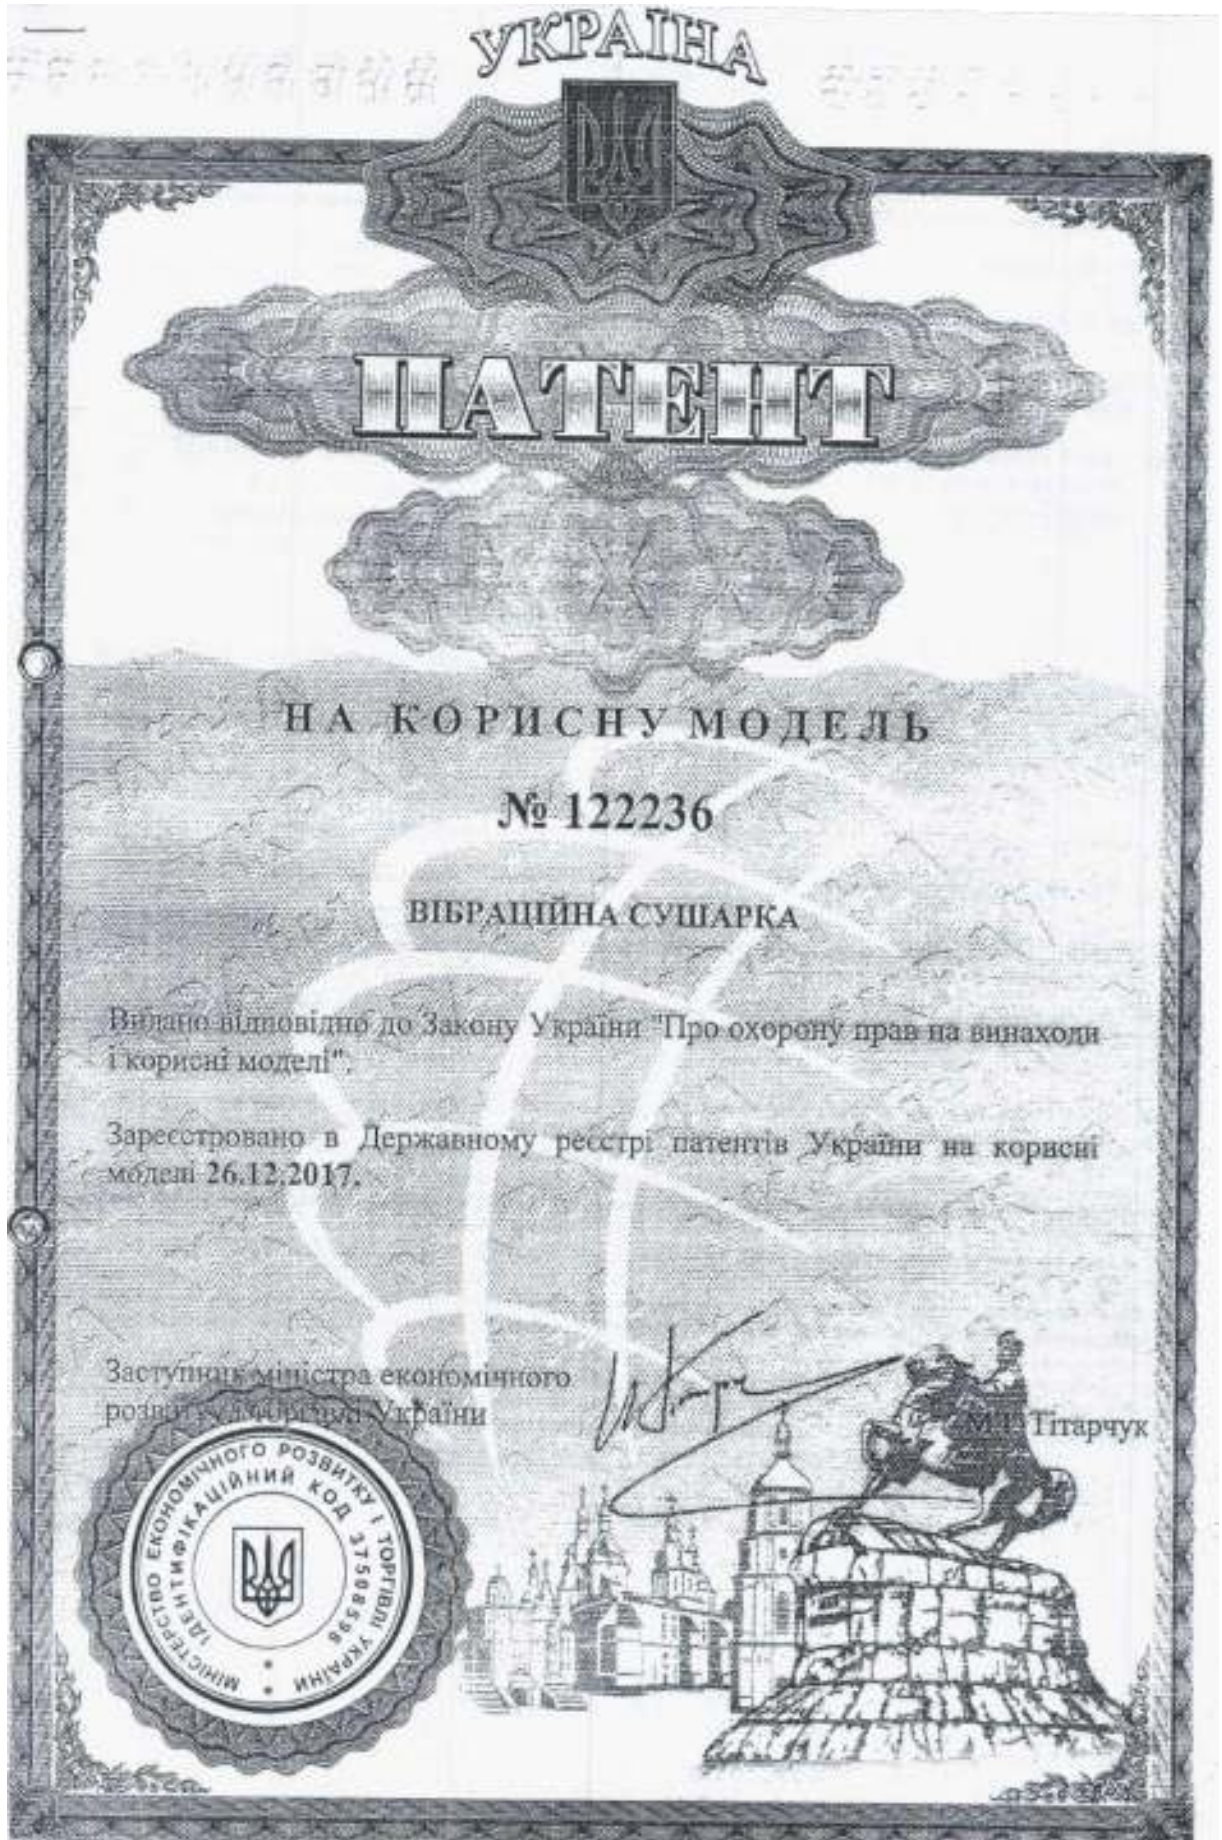 УКРАЇНА
ПАТЕНТ
НА КОРИСНУ МОДЕЛЬ
№ 122236
ВІБРАЦІЙНА СУШАРКА
Видано відповідно до Закону України "Про охорону прав на винаходи
і корисні моделі".
Зареєстровано в Державному реєстрі патентів України на корисні
моделі 26.12.2017.
Заступник міністра економічного
розвитку і торгівлі України
Тітарчук
МІНІСТЕРСТВО ЕКОНОМІЧНОГО РОЗВИТКУ І ТОРГІВЛІ УКРАЇНИ
ІДЕНТИФІКАЦІЙНИЙ КОД 37508596